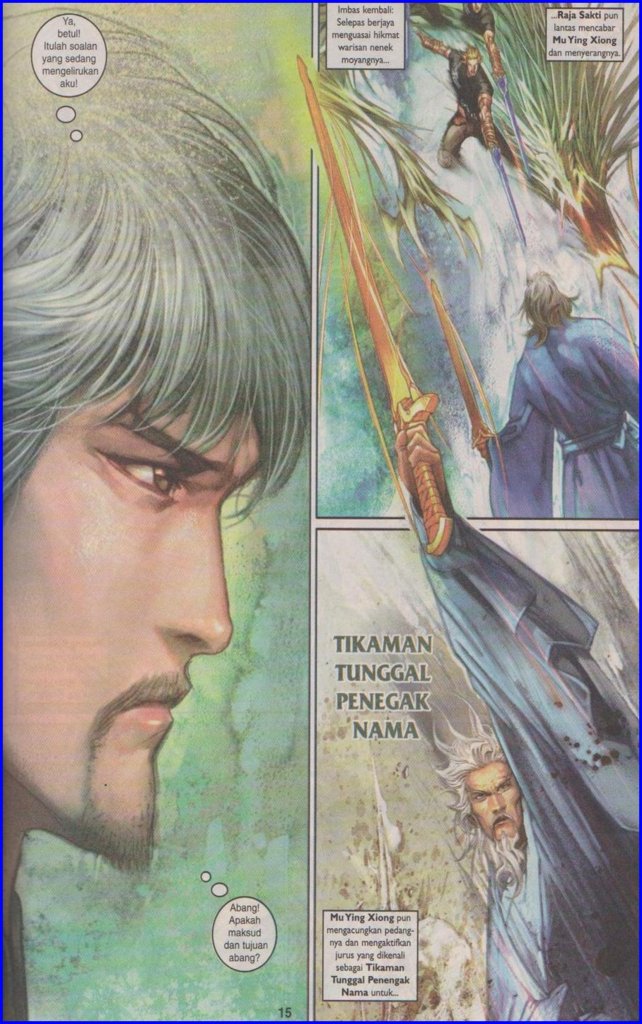 Ya,
betul!
Itulah soalan
yang sedang
mengelirukan
aku!
Abang!
Apakah
maksud
dan tujuan
abang?
15
Imbas kembali:
Selepas berjaya
menguasai hikmat
warisan nenek
moyangnya...
...Raja Sakti pun
lantas mencabar
Mu Ying Xiong
dan menyerangnya.
TIKAMAN
TUNGGAL
PENEGAK
NAMA
Mu Ying Xiong pun
mengacungkan pedang-
nya dan mengaktifkan
jurus yang dikenali
sebagai Tikaman
Tunggal Penengak
Nama untuk...